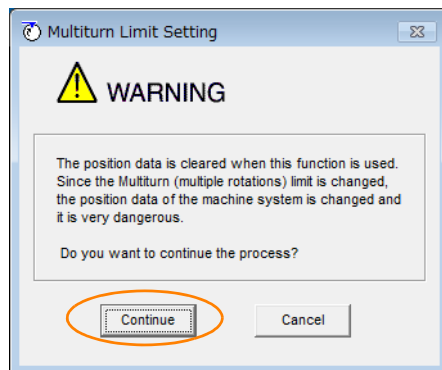 Multiturn Limit Setting
WARNING
The position data is cleared when this function is used.
Since the Multiturn (multiple rotations) limit is changed,
the position data of the machine system is changed and
it is very dangerous.
Do you want to continue the process?
Continue
Cancel